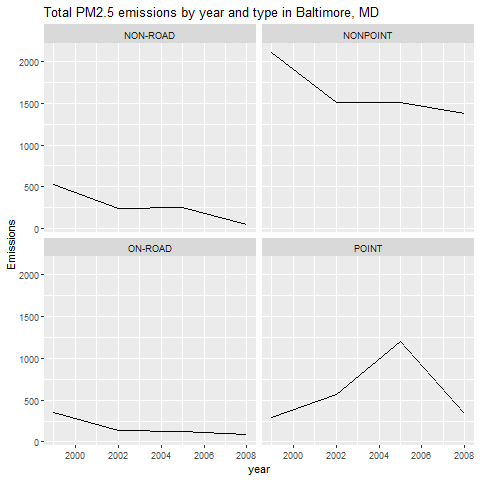 Total PM2.5 emissions by year and type in Baltimore, MD
NON-ROAD
NONPOINT
2000
1500
1000
500
0
ON-ROAD
POINT
2000
1500
1000
500
0
Emissions
2000 2002 2004 2006 2008
2000 2002 2004 2006 2008
year